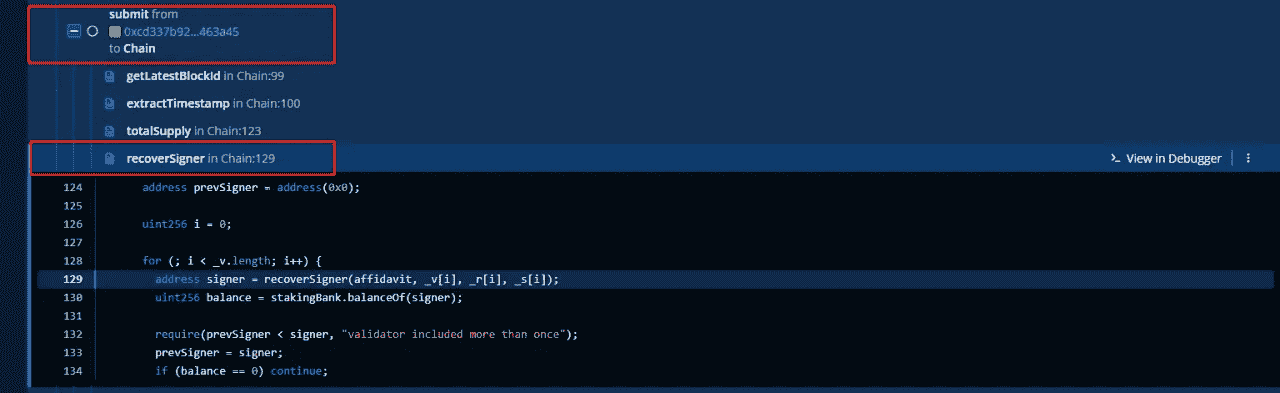 submit from
0xcd337b92...463a45
to Chain
getLatestBlockId in Chain:99
extractTimestamp in Chain:100
totalSupply in Chain:123
recoverSigner in Chain:129
View in Debugger
124 address prevSigner = address(0x0);
125
126 uint256 i = 0;
127
128 for (; i < _v.length; i++) {
129 address signer = recoverSigner(affidavit, _v[i], _r[i], _s[i]);
130 uint256 balance = stakingBank.balanceOf(signer);
131
132 require(prevSigner < signer, "validator included more than once");
133 prevSigner = signer;
134 if (balance == 0) continue;